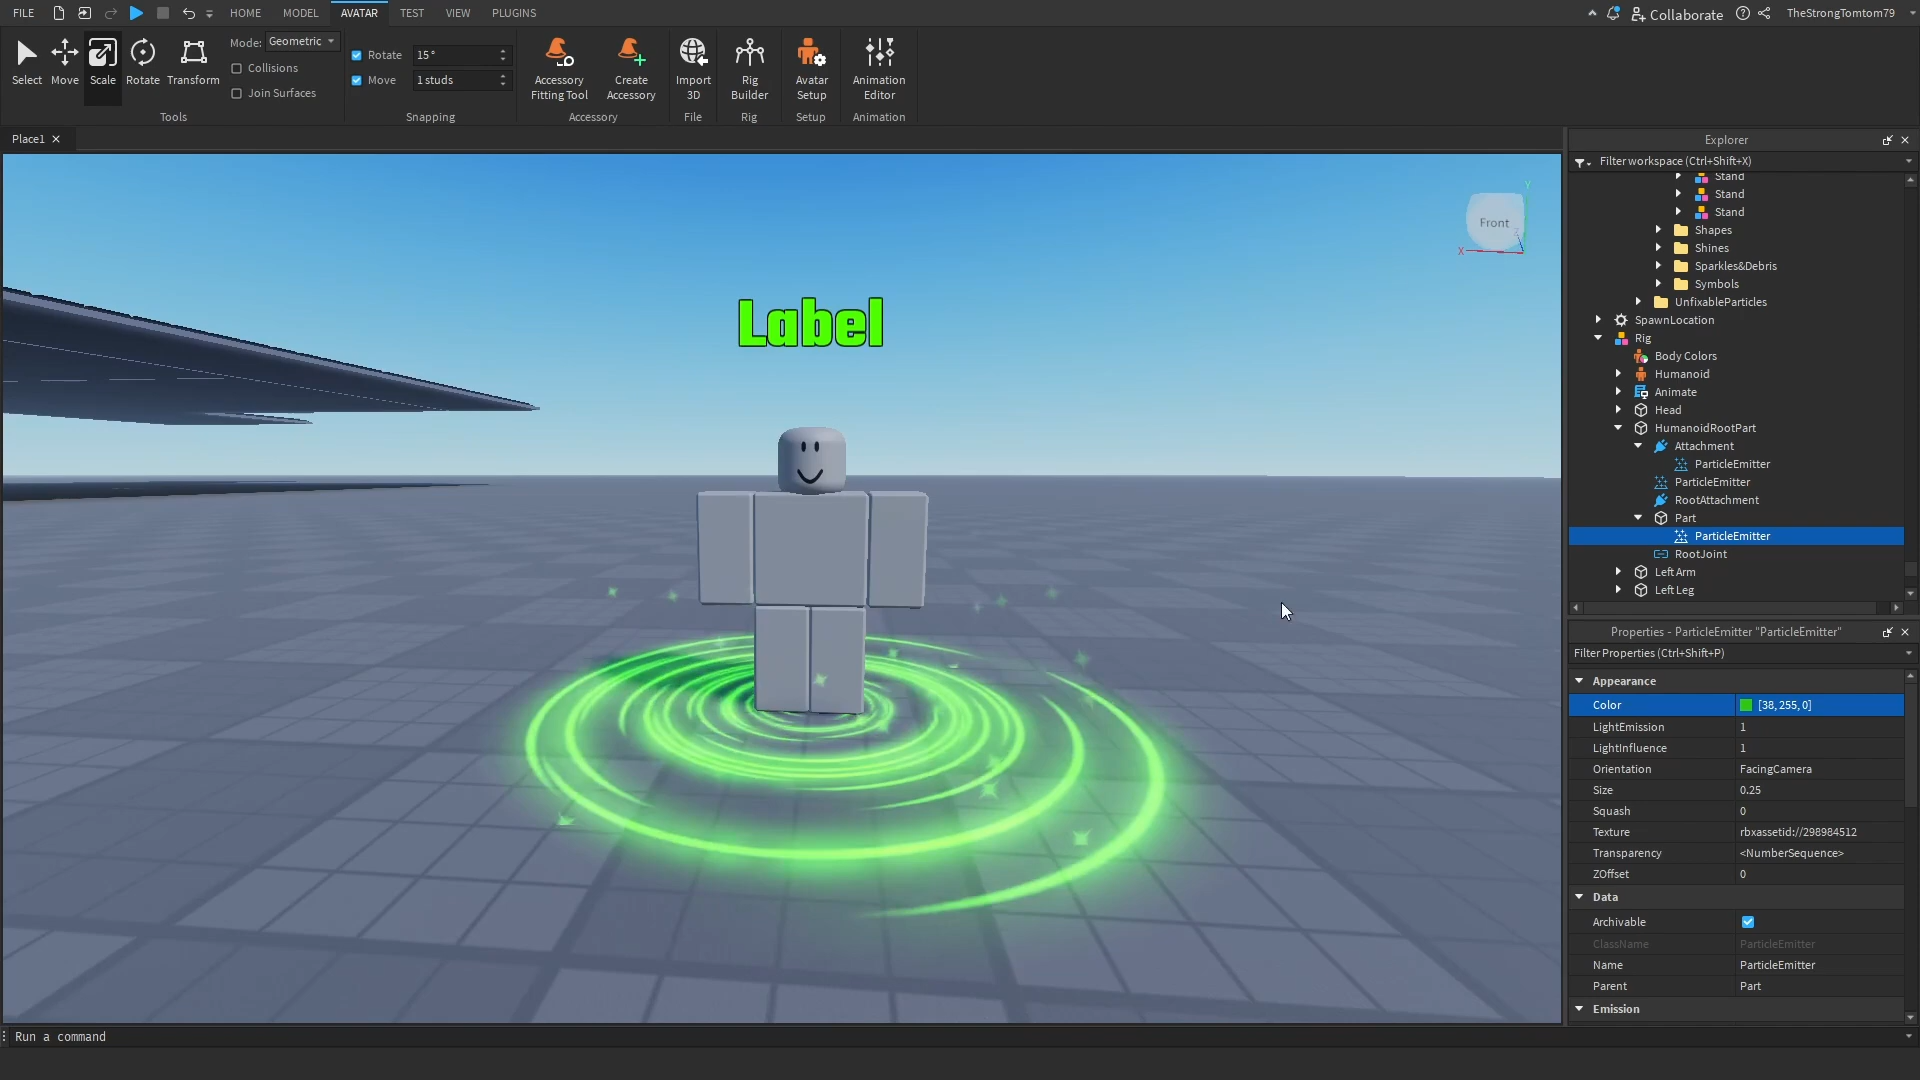 FILE HOME MODEL AVATAR TEST VIEW PLUGINS Collaborate TheStrongTomtom79
Select Move Scale Rotate Transform
Mode: Geometric
Collisions
Join Surfaces
Tools
Rotate 15°
Move 1 studs
Snapping
Accessory Fitting Tool
Create Accessory
Accessory
Import 3D
File
Rig Builder
Rig
Avatar Setup
Setup
Animation Editor
Animation
Place1
Label
Front
X
Y
Z
Explorer
Filter workspace (Ctrl+Shift+X)
Stand
Stand
Stand
Shapes
Shines
Sparkles&Debris
Symbols
UnfixableParticles
SpawnLocation
Rig
Body Colors
Humanoid
Animate
Head
HumanoidRootPart
Attachment
ParticleEmitter
ParticleEmitter
RootAttachment
Part
ParticleEmitter
RootJoint
Left Arm
Left Leg
Properties - ParticleEmitter "ParticleEmitter"
Filter Properties (Ctrl+Shift+P)
Appearance
Color [38, 255, 0]
LightEmission 1
LightInfluence 1
Orientation FacingCamera
Size 0.25
Squash 0
Texture rbxassetid://298984512
Transparency <NumberSequence>
ZOffset 0
Data
Archivable
ClassName ParticleEmitter
Name ParticleEmitter
Parent Part
Emission
Run a command